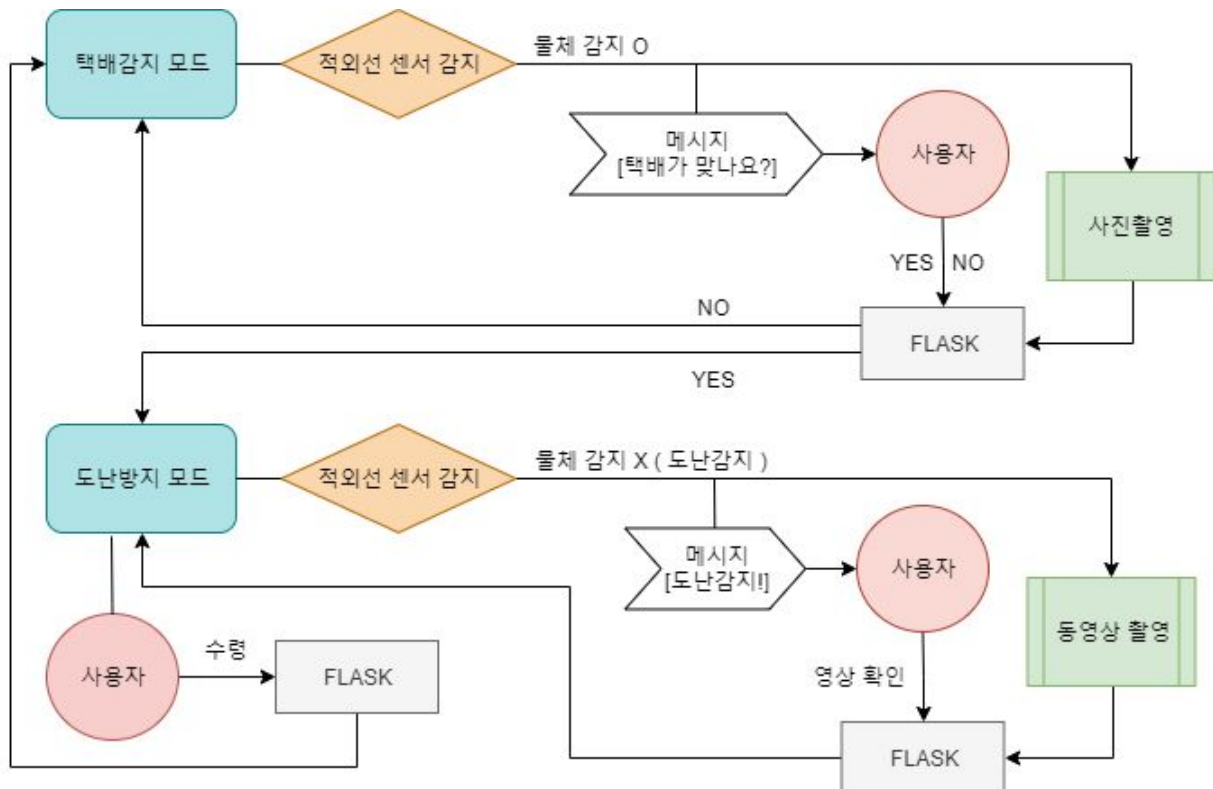 택배감지 모드
적외선 센서 감지
물체 감지 O
메시지
[택배가 맞나요?]
사용자
사진촬영
YES
NO
FLASK
NO
YES
도난방지 모드
적외선 센서 감지
물체 감지 X ( 도난감지 )
메시지
[도난감지!]
사용자
동영상 촬영
영상 확인
FLASK
사용자
수령
FLASK